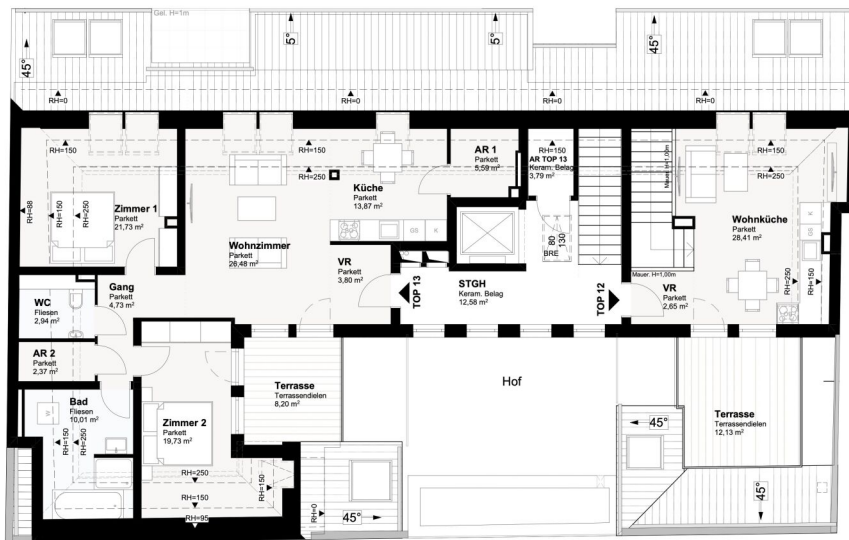 Gel. H=1m
45°
5°
5°
45°
RH=0
RH=0
RH=0
RH=0
RH=150
RH=150
RH=250
AR 1
Parkett
5,59 m²
RH=150
AR TOP 13
Keram. Belag
3,79 m²
Mauer. H=1,00m
RH=150
RH=250
Küche
Parkett
13,87 m²
RH=88
RH=150
RH=250
Zimmer 1
Parkett
21,73 m²
GS
K
K
GS
Wohnküche
Parkett
28,41 m²
Wohnzimmer
Parkett
26,48 m²
80
130
BRE
VR
Parkett
3,80 m²
TOP 13
STGH
Keram. Belag
12,58 m²
TOP 12
Mauer. H=1,00m
VR
Parkett
2,65 m²
RH=250
RH=150
Gang
Parkett
4,73 m²
WC
Fliesen
2,94 m²
AR 2
Parkett
2,37 m²
Bad
Fliesen
10,01 m²
W
RH=150
RH=250
Zimmer 2
Parkett
19,73 m²
Terrasse
Terrassendielen
8,20 m²
Hof
Terrasse
Terrassendielen
12,13 m²
45°
RH=250
RH=150
RH=95
RH=150
RH=0
45°
45°